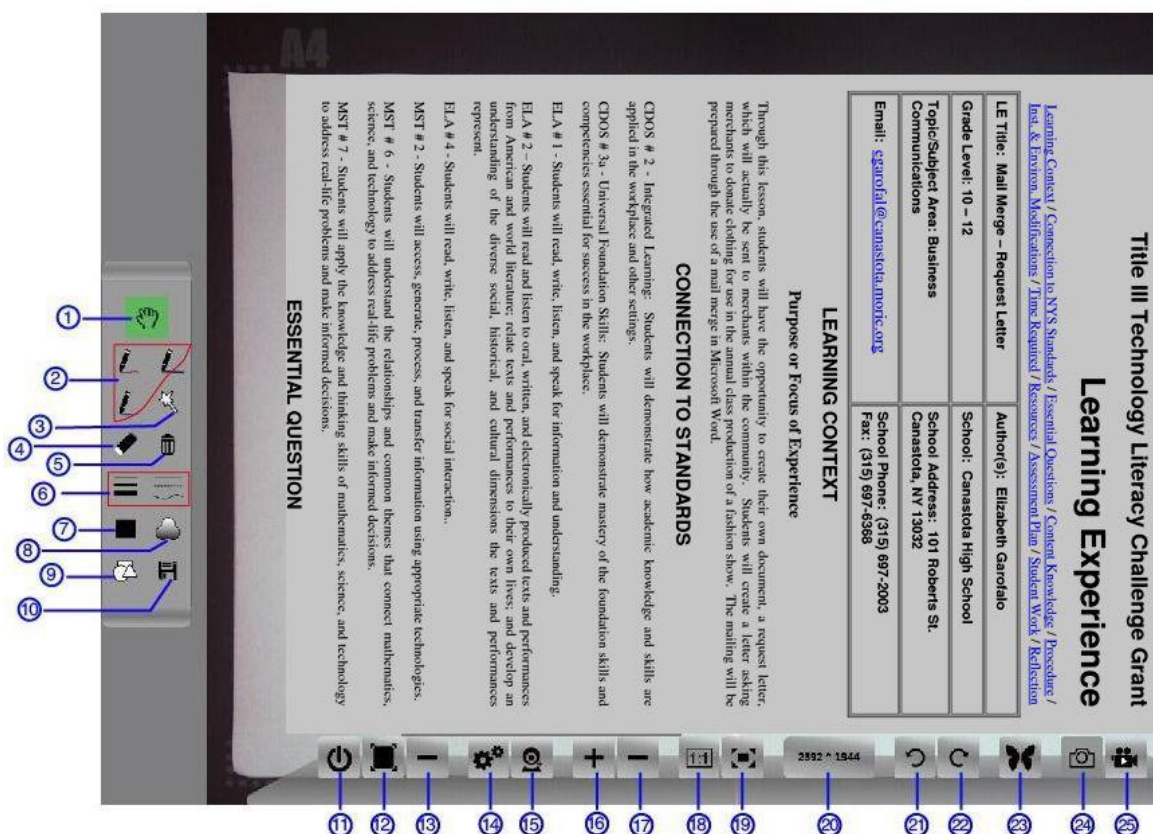 A4
Title III Technology Literacy Challenge Grant
Learning Experience
Learning Context / Connection to NYS Standards / Essential Questions / Content Knowledge / Procedure /
Inst. & Environ. Modifications / Time Required / Resources / Assessment Plan / Student Work / Reflection
LE Title: Mail Merge – Request Letter
Author(s): Elizabeth Garofalo
Grade Level: 10 – 12
School: Canastota High School
Topic/Subject Area: Business
Communications
School Address: 101 Roberts St.
Canastota, NY 13032
Email: egarofal@canastota.moric.org
School Phone: (315) 697-2003
Fax: (315) 697-6368
LEARNING CONTEXT
Purpose or Focus of Experience
Through this lesson, students will have the opportunity to create their own document, a request letter,
which will actually be sent to merchants within the community. Students will create a letter asking
merchants to donate clothing for use in the annual class production of a fashion show. The mailing will be
prepared through the use of a mail merge in Microsoft Word.
CONNECTION TO STANDARDS
CDOS # 2 - Integrated Learning: Students will demonstrate how academic knowledge and skills are
applied in the workplace and other settings.
CDOS # 3a - Universal Foundation Skills: Students will demonstrate mastery of the foundation skills and
competencies essential for success in the workplace.
ELA # 1 - Students will read, write, listen, and speak for information and understanding.
ELA # 2 – Students will read and listen to oral, written, and electronically produced texts and performances
from American and world literature; relate texts and performances to their own lives; and develop an
understanding of the diverse social, historical, and cultural dimensions the texts and performances
represent.
ELA # 4 - Students will read, write, listen, and speak for social interaction..
MST # 2 - Students will access, generate, process, and transfer information using appropriate technologies.
MST # 6 - Students will understand the relationships and common themes that connect mathematics,
science, and technology to address real-life problems and make informed decisions.
MST # 7 - Students will apply the knowledge and thinking skills of mathematics, science, and technology
to address real-life problems and make informed decisions.
ESSENTIAL QUESTION
1
2
3
4
5
6
7
8
9
10
1:1
2592 * 1944
11
12
13
14
15
16
17
18
19
20
21
22
23
24
25